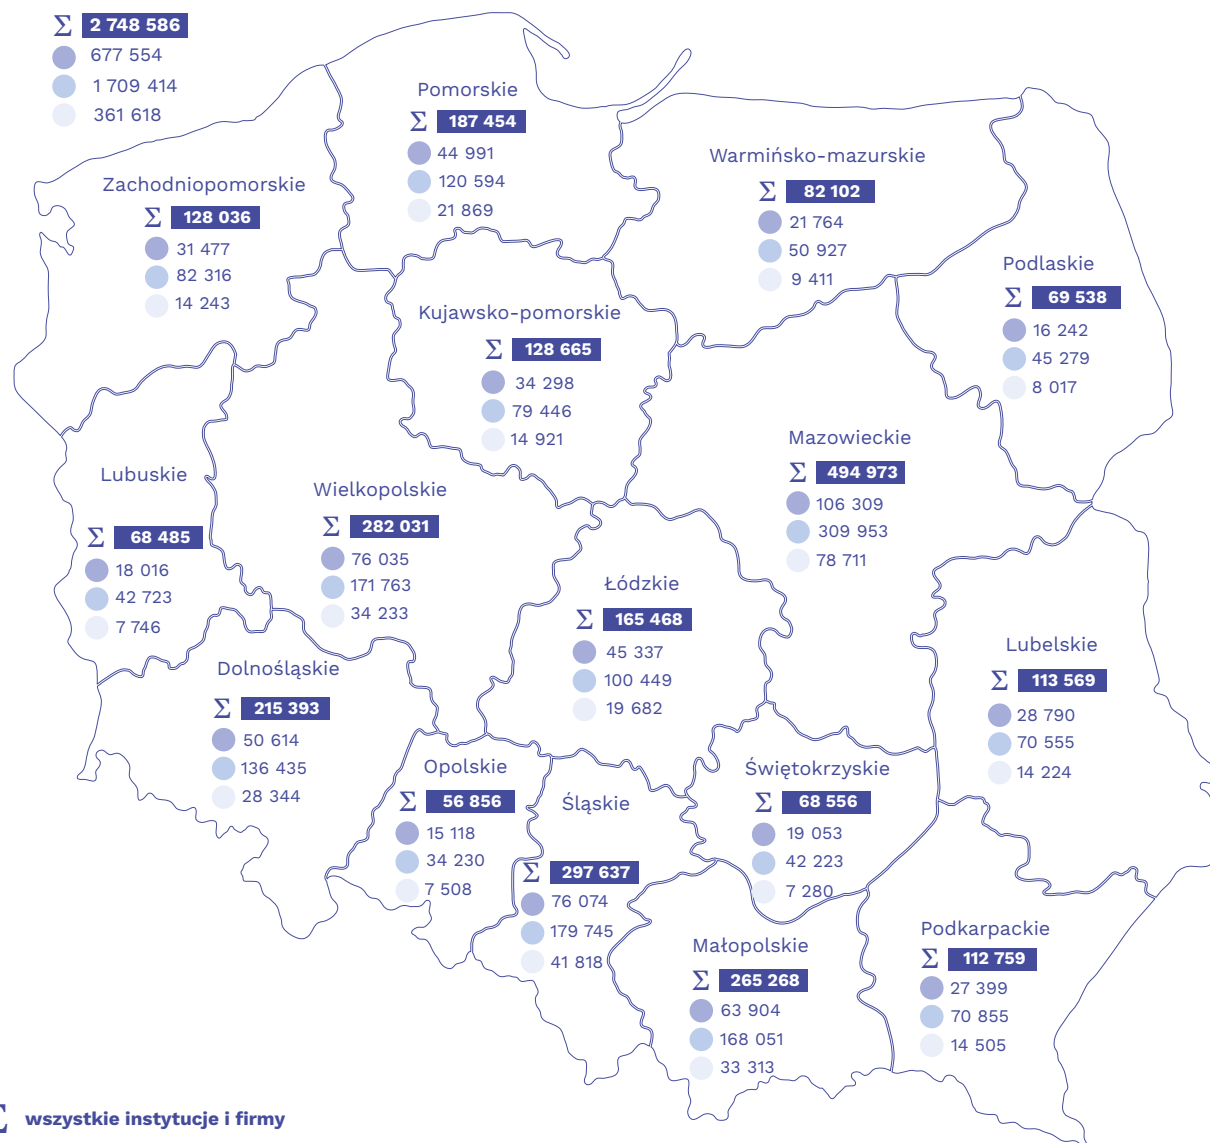 Σ 2 748 586
677 554
1 709 414
361 618
Pomorskie
Σ 187 454
44 991
120 594
21 869
Warmińsko-mazurskie
Σ 82 102
21 764
50 927
9 411
Zachodniopomorskie
Σ 128 036
31 477
82 316
14 243
Podlaskie
Σ 69 538
16 242
45 279
8 017
Kujawsko-pomorskie
Σ 128 665
34 298
79 446
14 921
Mazowieckie
Σ 494 973
106 309
309 953
78 711
Lubuskie
Σ 68 485
18 016
42 723
7 746
Wielkopolskie
Σ 282 031
76 035
171 763
34 233
Łódzkie
Σ 165 468
45 337
100 449
19 682
Lubelskie
Σ 113 569
28 790
70 555
14 224
Dolnośląskie
Σ 215 393
50 614
136 435
28 344
Opolskie
Σ 56 856
15 118
34 230
7 508
Śląskie
Σ 297 637
76 074
179 745
41 818
Świętokrzyskie
Σ 68 556
19 053
42 223
7 280
Małopolskie
Σ 265 268
63 904
168 051
33 313
Podkarpackie
Σ 112 759
27 399
70 855
14 505
Σ wszystkie instytucje i firmy